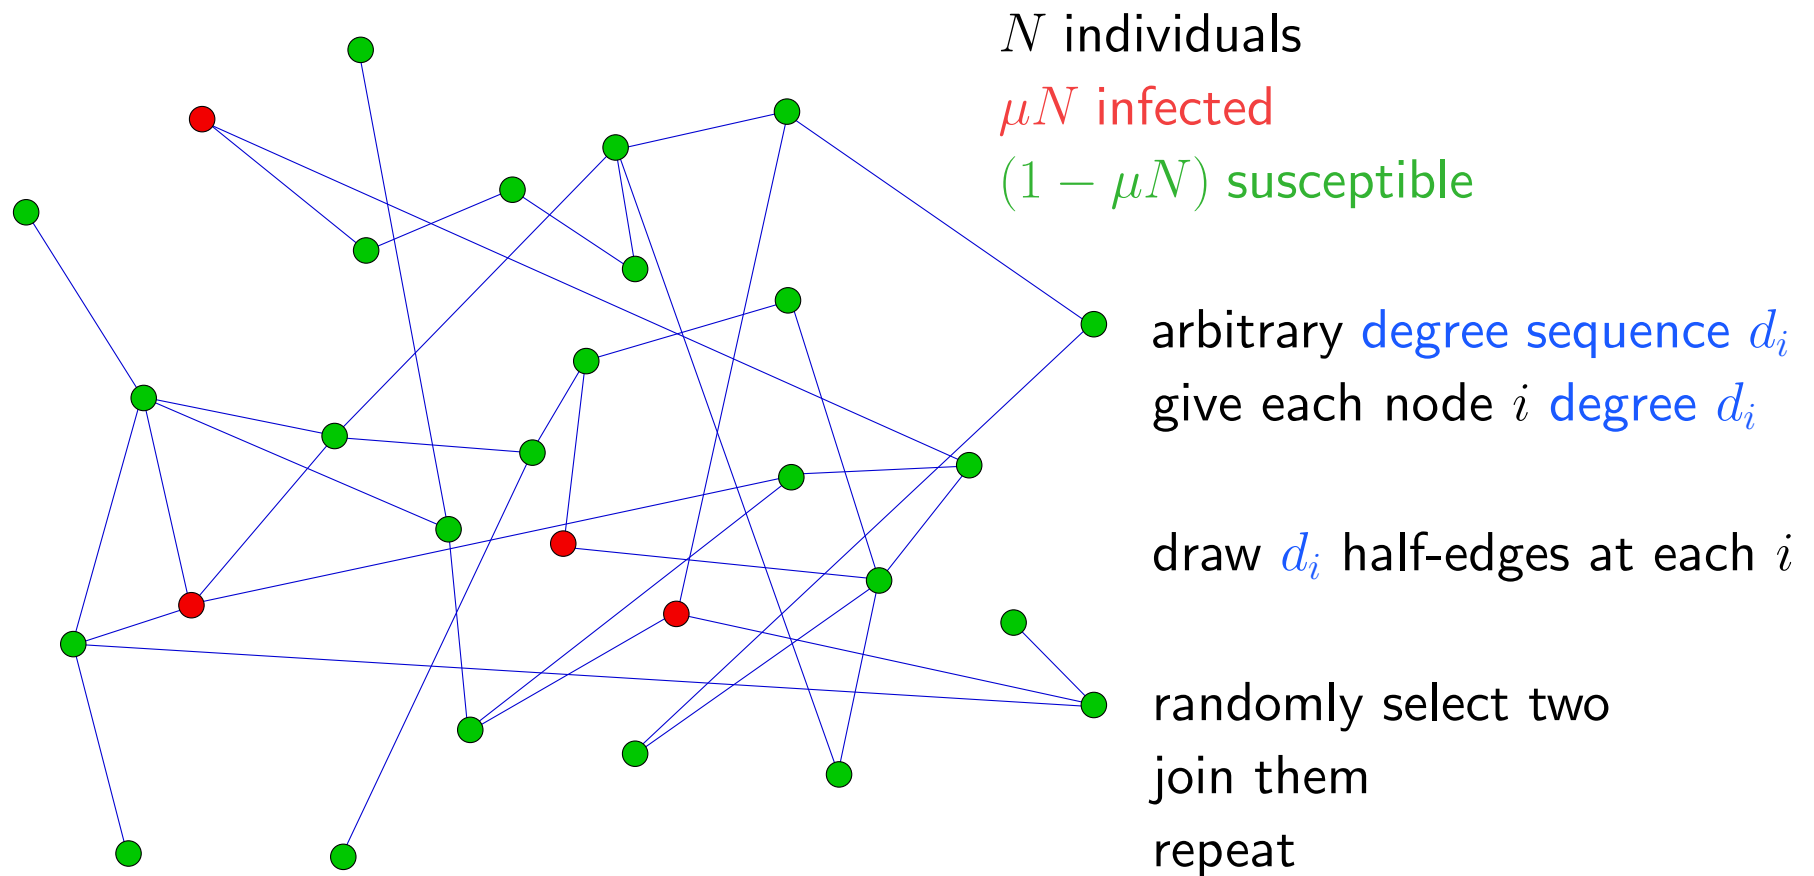 N individuals
μN infected
(1 − μN) susceptible
arbitrary degree sequence d_i
give each node i degree d_i
draw d_i half-edges at each i
randomly select two
join them
repeat